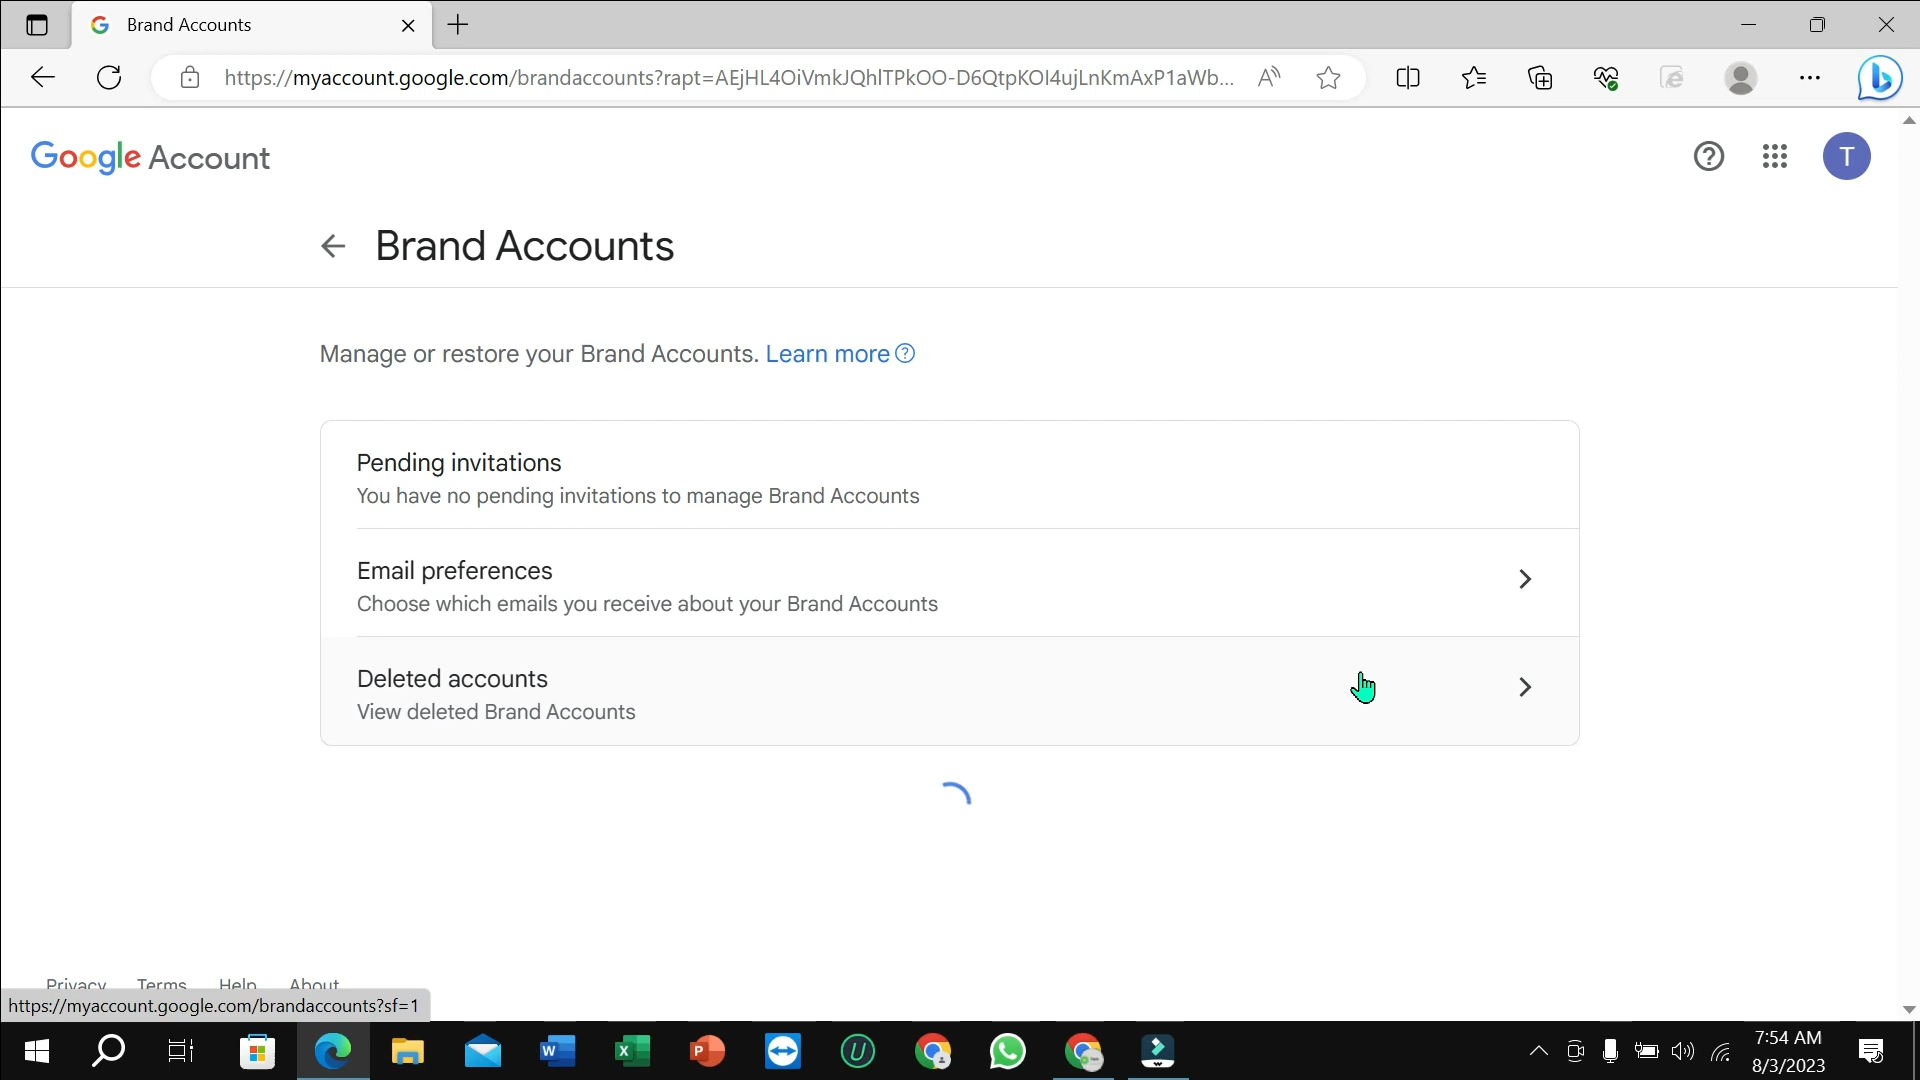 Brand Accounts
https://myaccount.google.com/brandaccounts?rapt=AEjHL4OiVmkJQhlTPkOO-D6QtpKOI4ujLnKmAxP1aWb...
Google Account
T
Brand Accounts
Manage or restore your Brand Accounts. Learn more
Pending invitations
You have no pending invitations to manage Brand Accounts
Email preferences
Choose which emails you receive about your Brand Accounts
Deleted accounts
View deleted Brand Accounts
Privacy Terms Help About
https://myaccount.google.com/brandaccounts?sf=1
7:54 AM
8/3/2023